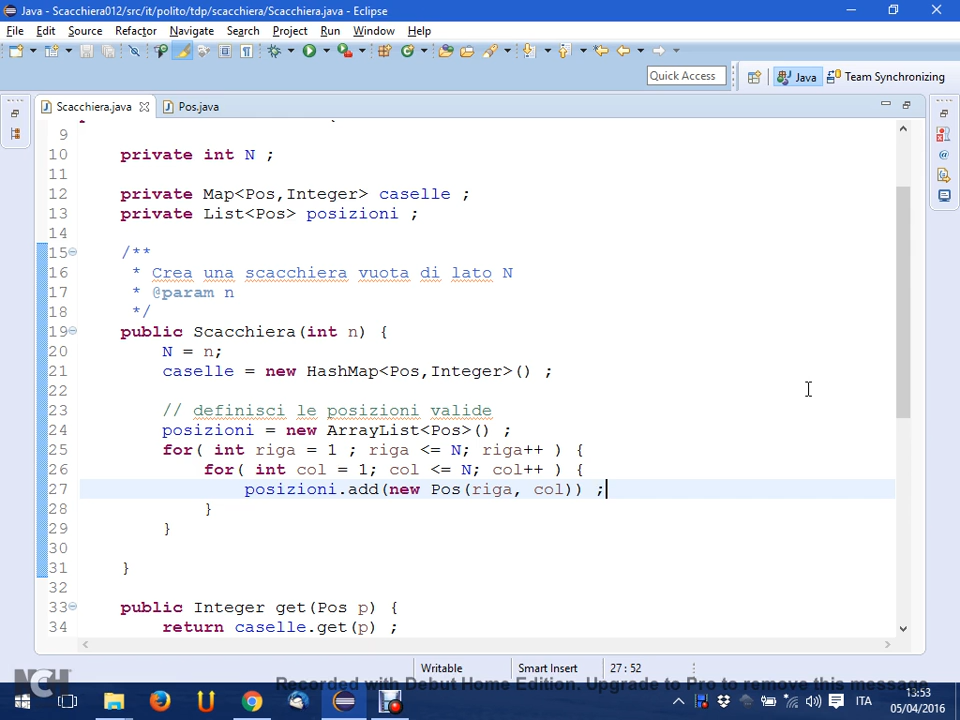 Java - Scacchiera012/src/it/polito/tdp/scacchiera/Scacchiera.java - Eclipse
File Edit Source Refactor Navigate Search Project Run Window Help
Quick Access Java Team Synchronizing
Scacchiera.java Pos.java
9
10 private int N ;
11
12 private Map<Pos,Integer> caselle ;
13 private List<Pos> posizioni ;
14
15 /**
16 * Crea una scacchiera vuota di lato N
17 * @param n
18 */
19 public Scacchiera(int n) {
20 N = n;
21 caselle = new HashMap<Pos,Integer>() ;
22
23 // definisci le posizioni valide
24 posizioni = new ArrayList<Pos>() ;
25 for( int riga = 1 ; riga <= N; riga++ ) {
26 for( int col = 1; col <= N; col++ ) {
27 posizioni.add(new Pos(riga, col)) ;
28 }
29 }
30
31 }
32
33 public Integer get(Pos p) {
34 return caselle.get(p) ;
Writable Smart Insert 27 : 52
NCH
Recorded with Debut Home Edition. Upgrade to Pro to remove this message
ITA
13:53
05/04/2016